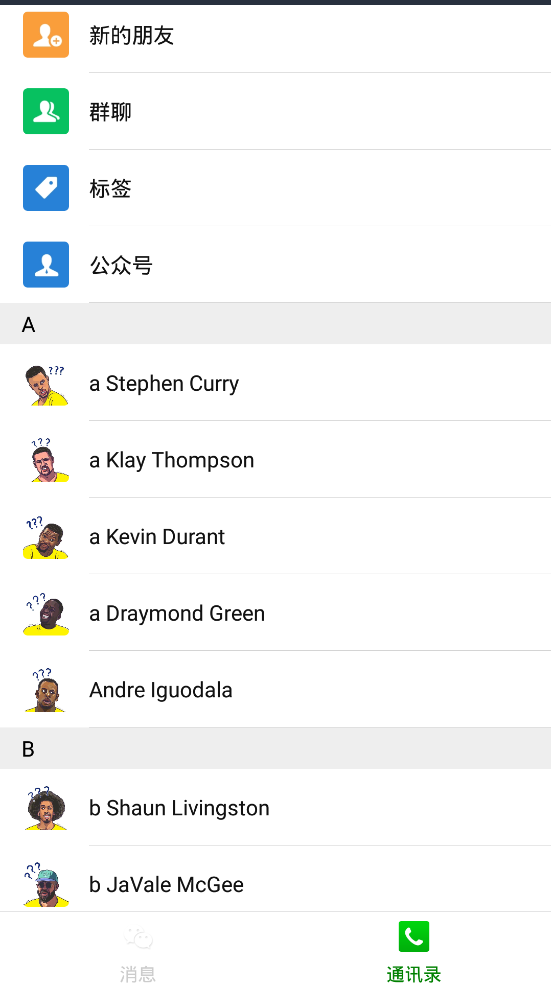 新的朋友
群聊
标签
公众号
A
???
a Stephen Curry
???
a Klay Thompson
???
a Kevin Durant
???
a Draymond Green
???
Andre Iguodala
B
???
b Shaun Livingston
???
b JaVale McGee
消息
通讯录